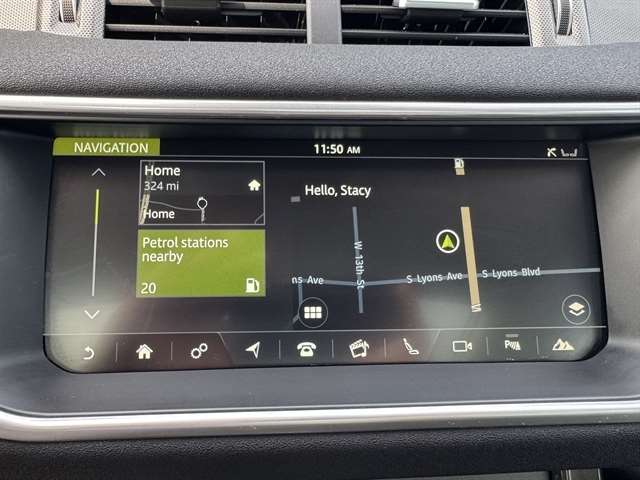 NAVIGATION
11:50 AM
Home
324 mi
Home
Hello, Stacy
Petrol stations
nearby
20
W 13th St
ns Ave
S Lyons Ave
S Lyons Blvd